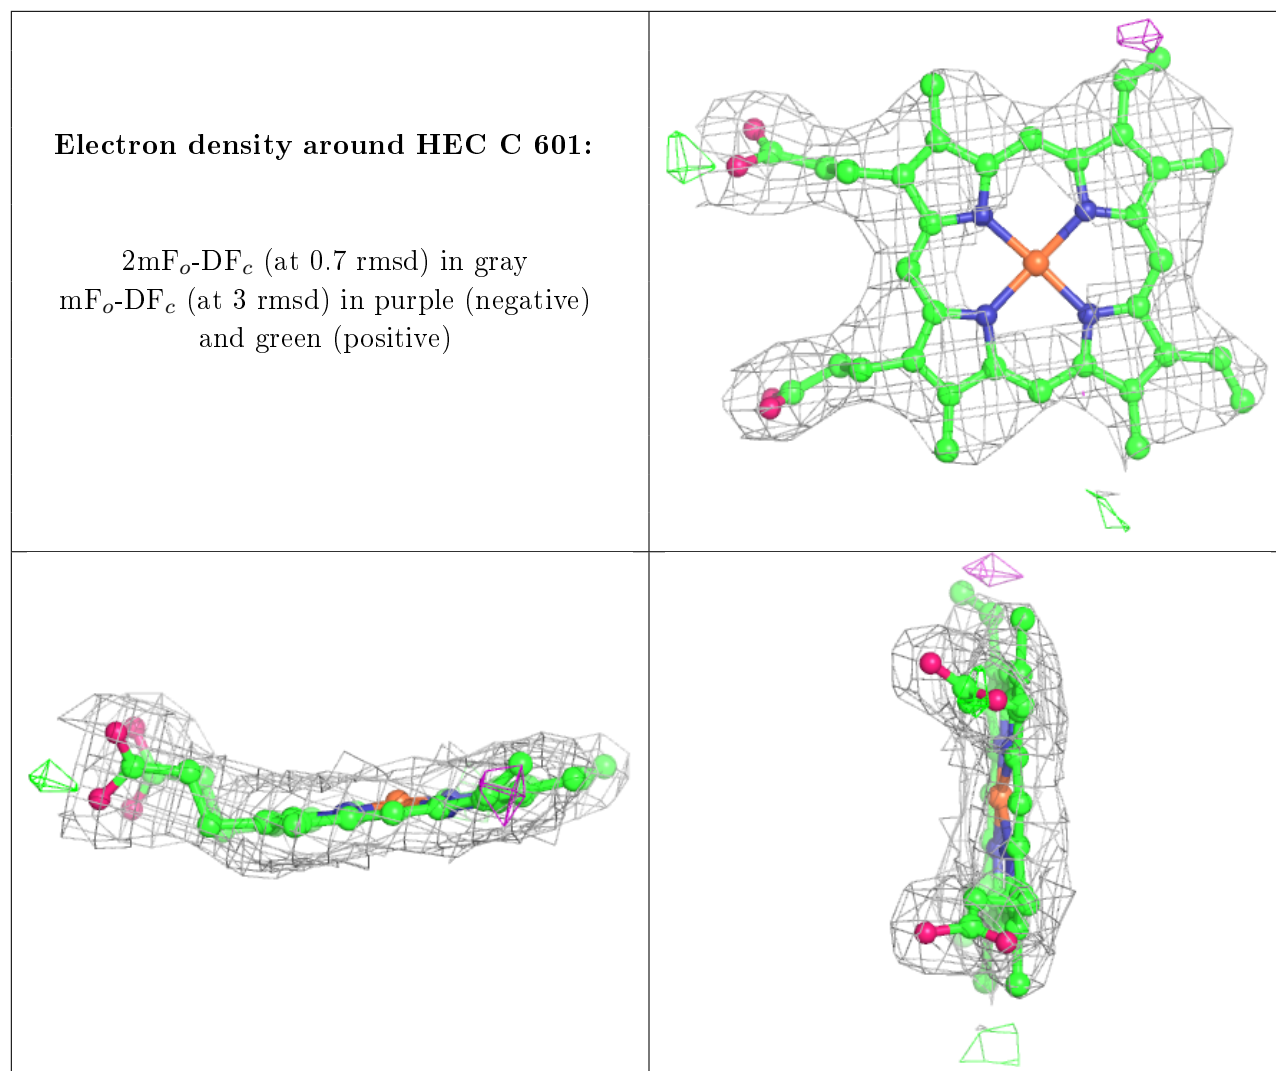 Electron density around HEC C 601:
2mFₒ-DF𝒸 (at 0.7 rmsd) in gray
mFₒ-DF𝒸 (at 3 rmsd) in purple (negative)
and green (positive)